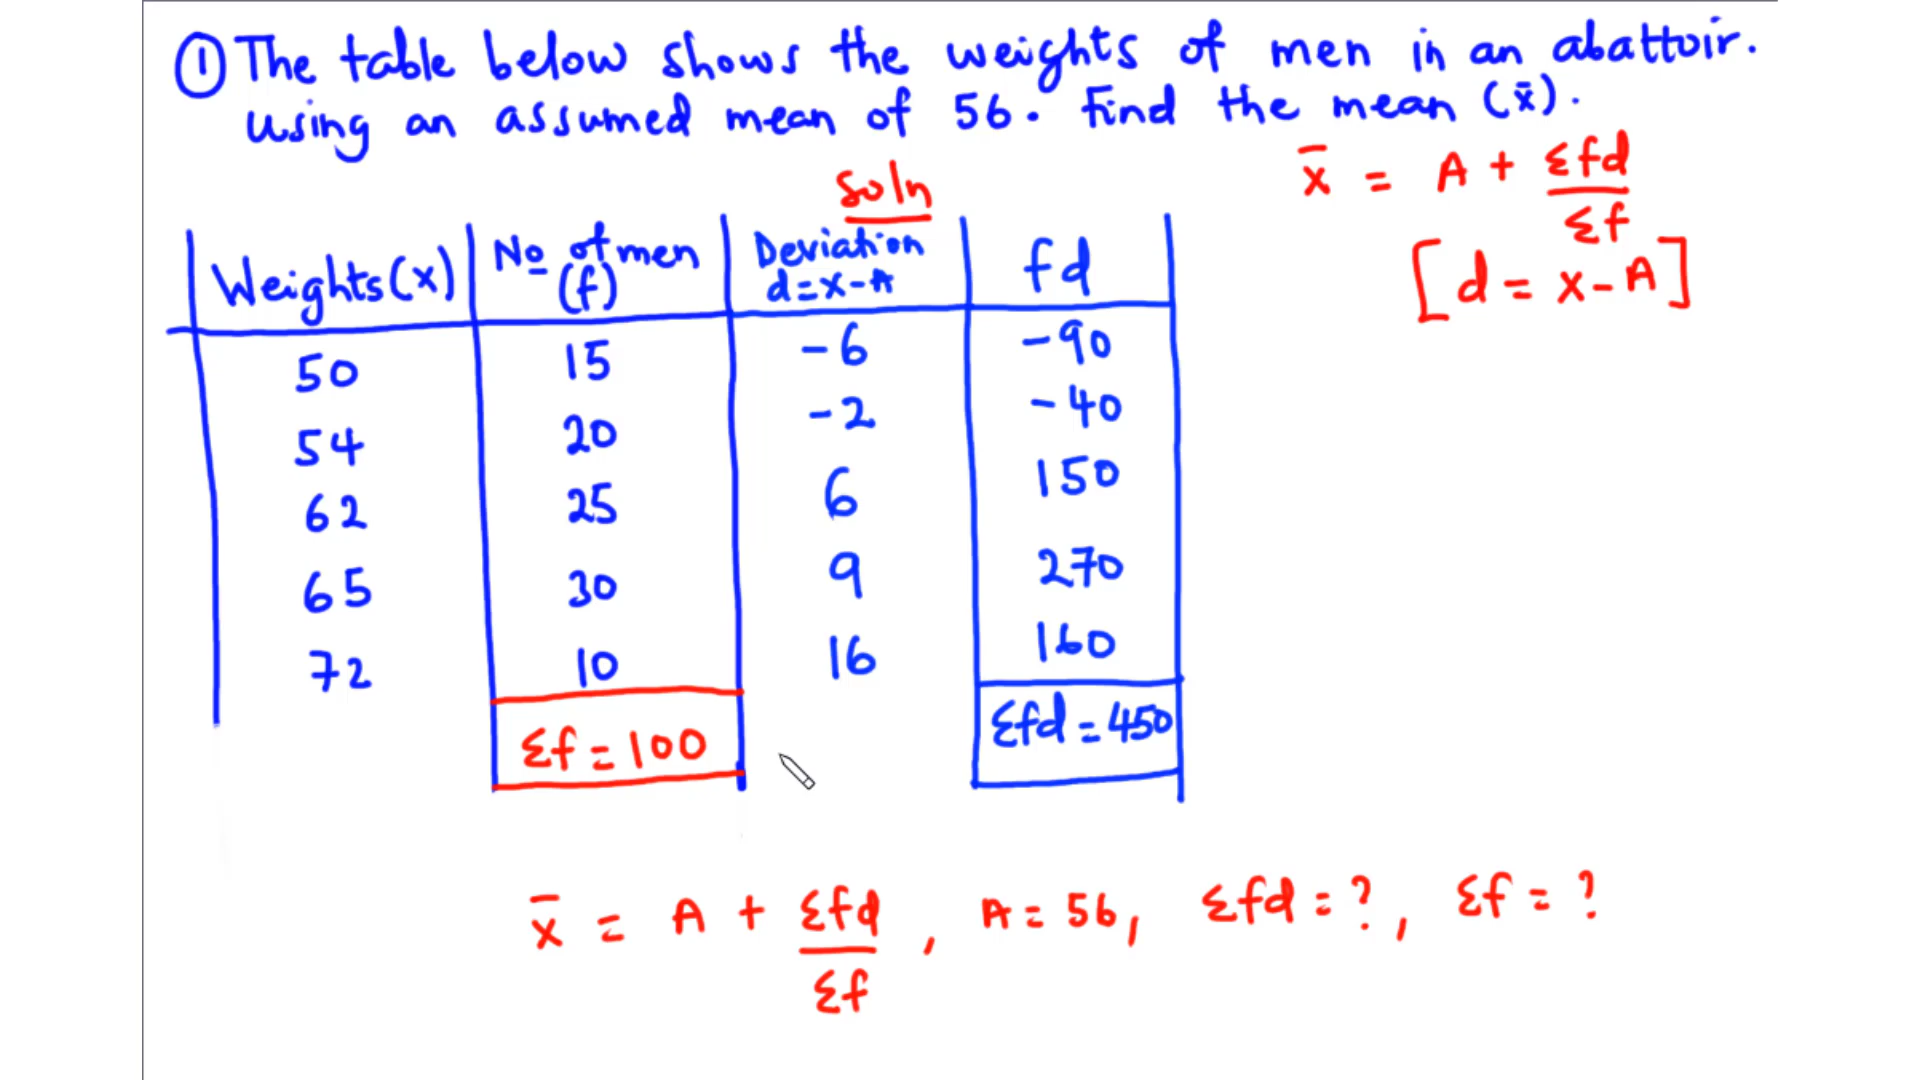 ① The table below shows the weights of men in an abattoir.
using an assumed mean of 56. Find the mean (x̄).
soln
x̄ = A + Σfd / Σf
[d = x - A]
Weights(x) | No of men (f) | Deviation d=x-A | fd
50 | 15 | -6 | -90
54 | 20 | -2 | -40
62 | 25 | 6 | 150
65 | 30 | 9 | 270
72 | 10 | 16 | 160
Σf = 100 | Σfd = 450
x̄ = A + Σfd / Σf , A = 56, Σfd = ?, Σf = ?